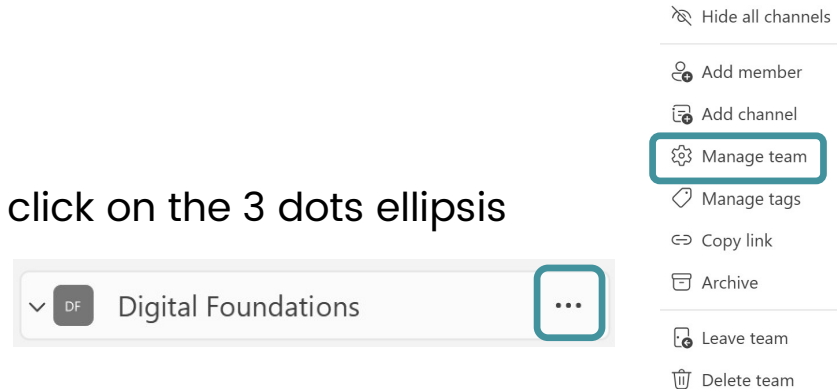 click on the 3 dots ellipsis
DF Digital Foundations ...
Hide all channels
Add member
Add channel
Manage team
Manage tags
Copy link
Archive
Leave team
Delete team